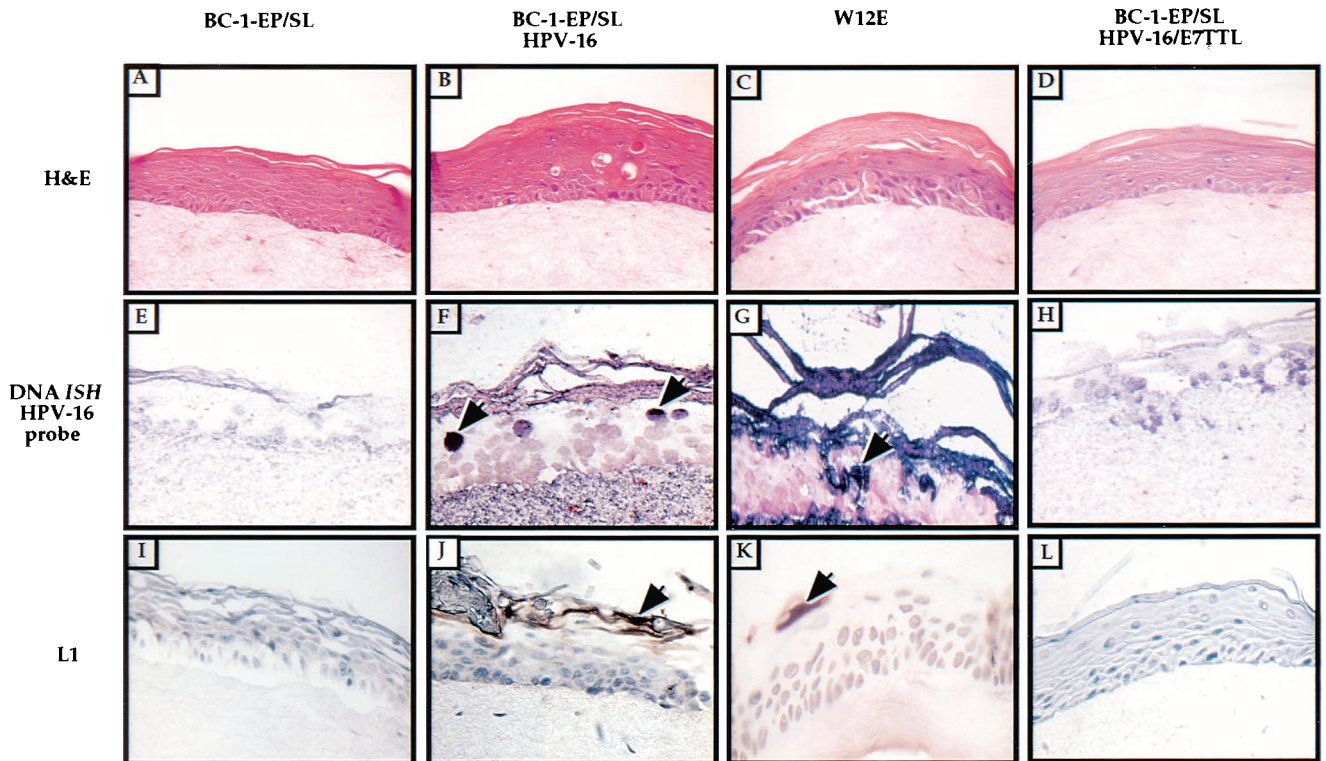 BC-1-EP/SL
BC-1-EP/SL
HPV-16
W12E
BC-1-EP/SL
HPV-16/E7TTL
H&E
A
B
C
D
DNA ISH
HPV-16
probe
E
F
G
H
L1
I
J
K
L